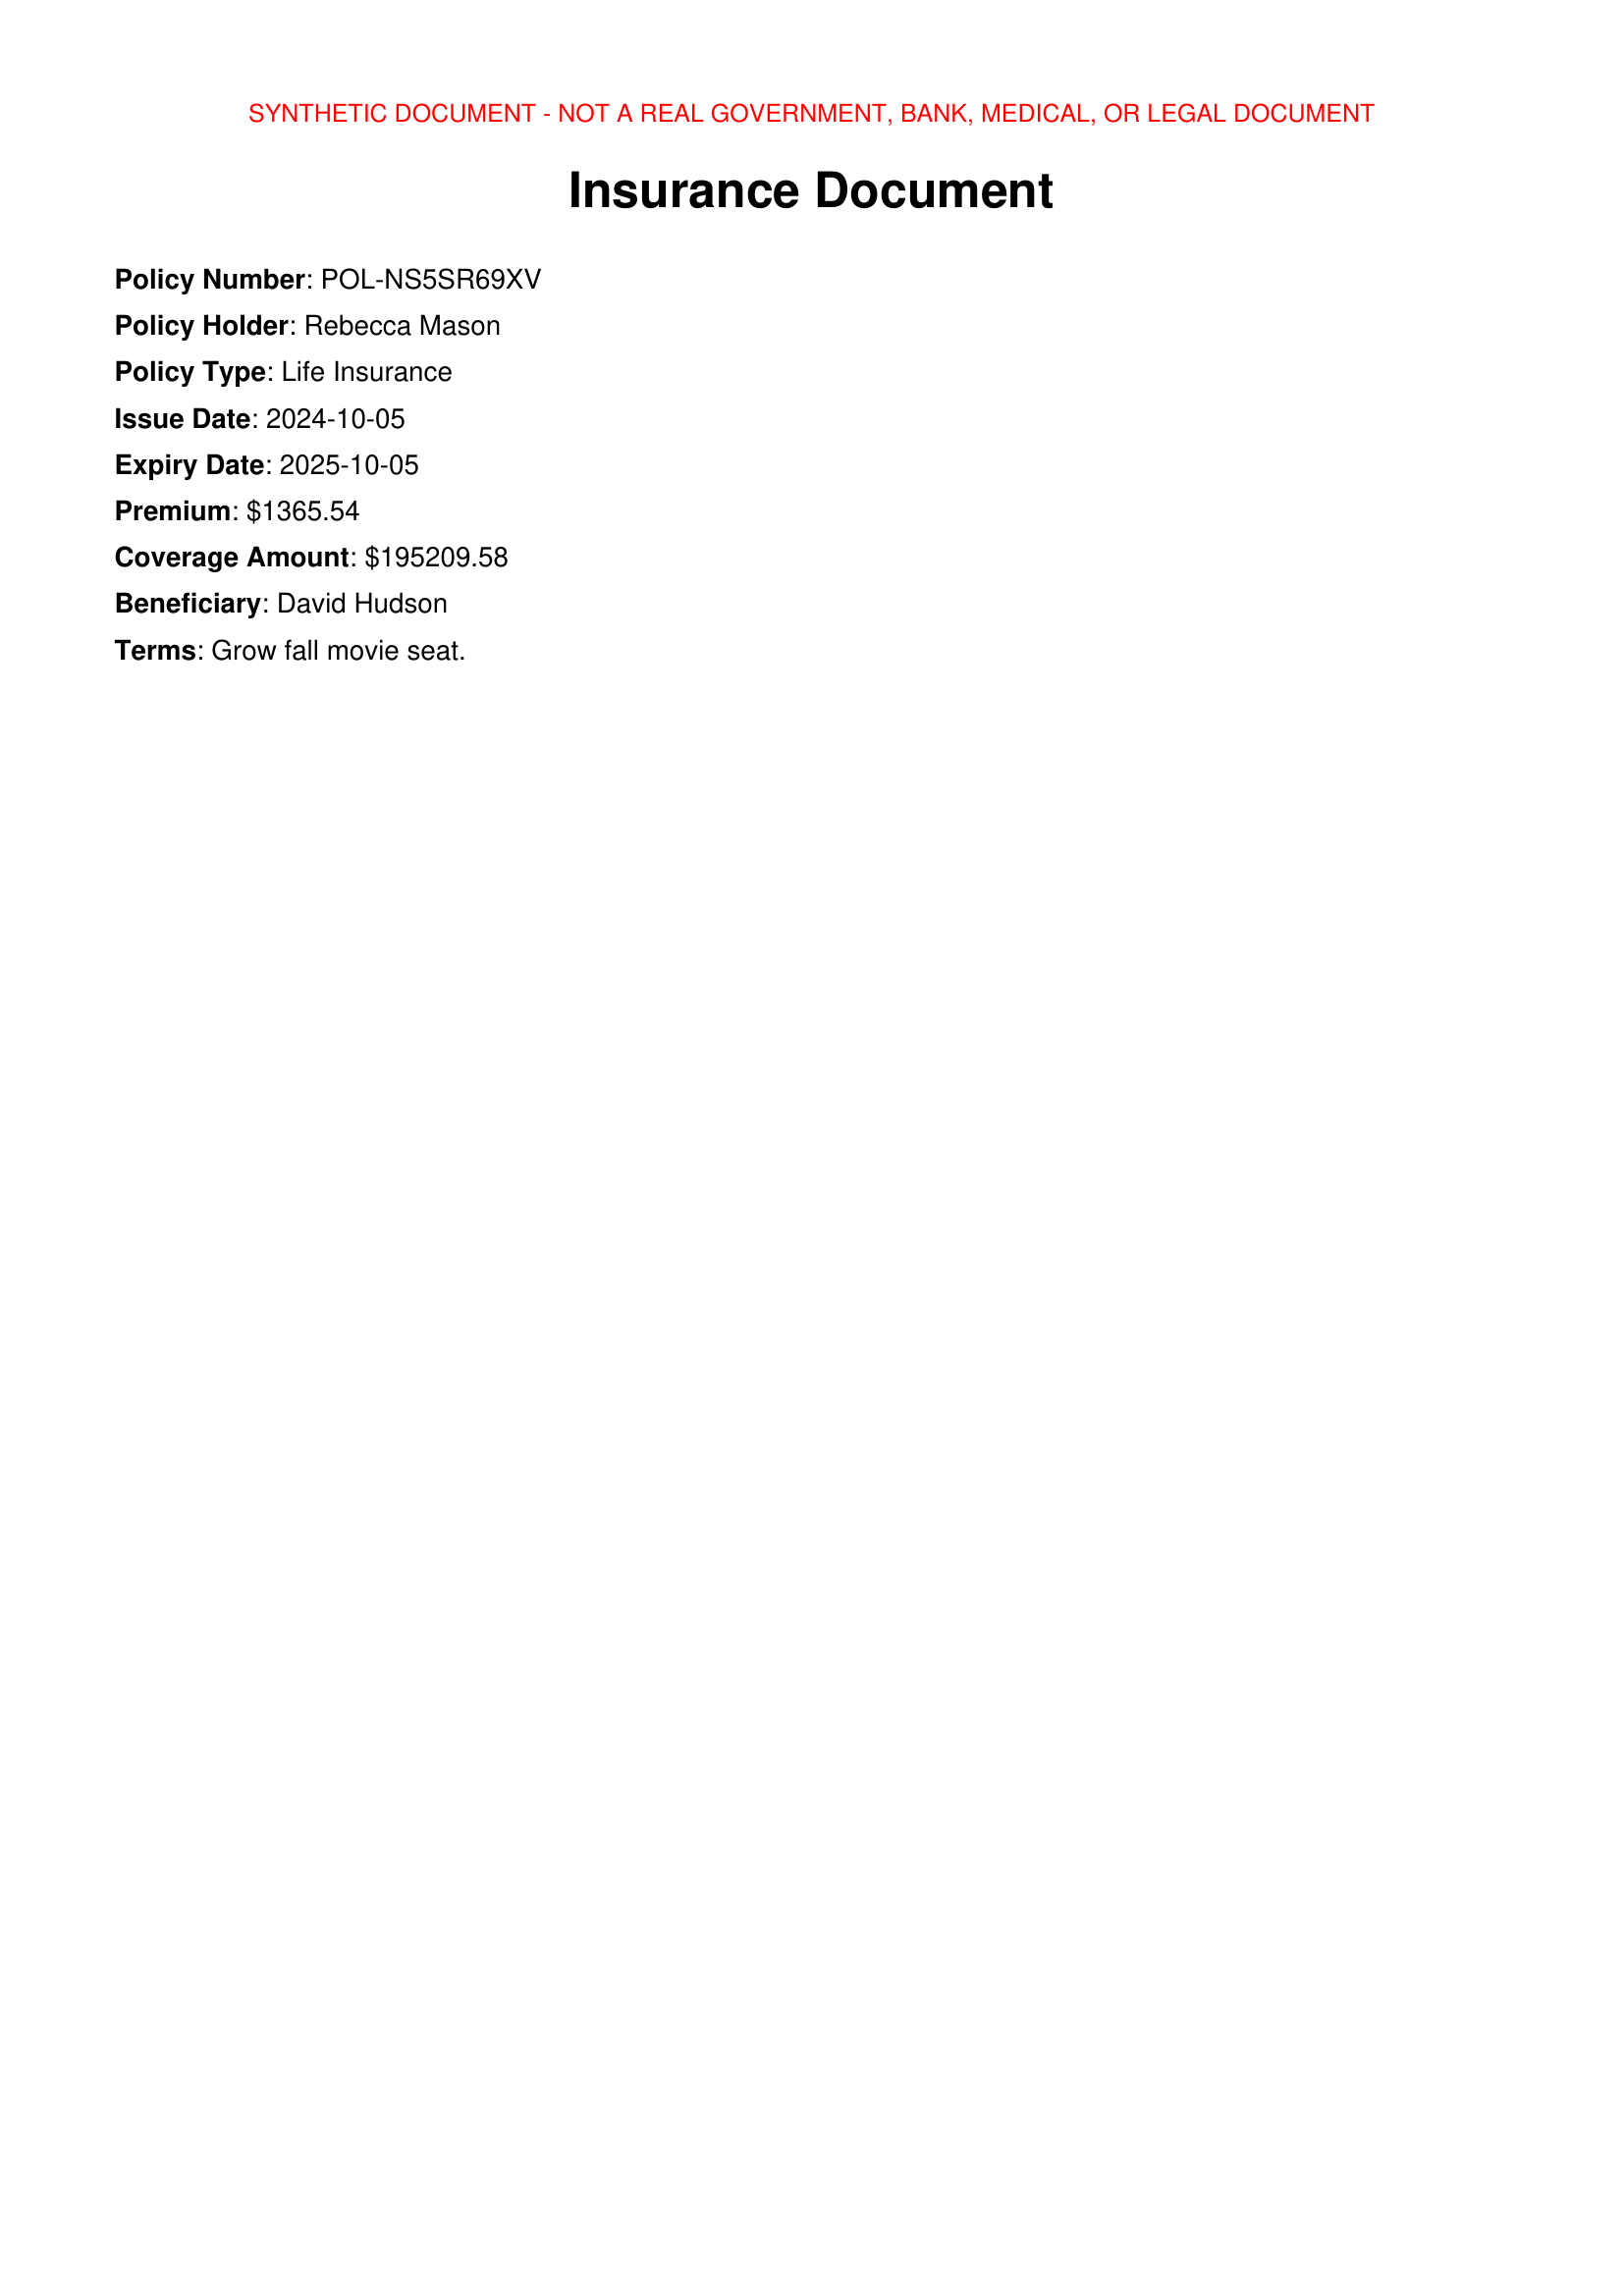 SYNTHETIC DOCUMENT - NOT A REAL GOVERNMENT, BANK, MEDICAL, OR LEGAL DOCUMENT
Insurance Document
Policy Number: POL-NS5SR69XV
Policy Holder: Rebecca Mason
Policy Type: Life Insurance
Issue Date: 2024-10-05
Expiry Date: 2025-10-05
Premium: $1365.54
Coverage Amount: $195209.58
Beneficiary: David Hudson
Terms: Grow fall movie seat.